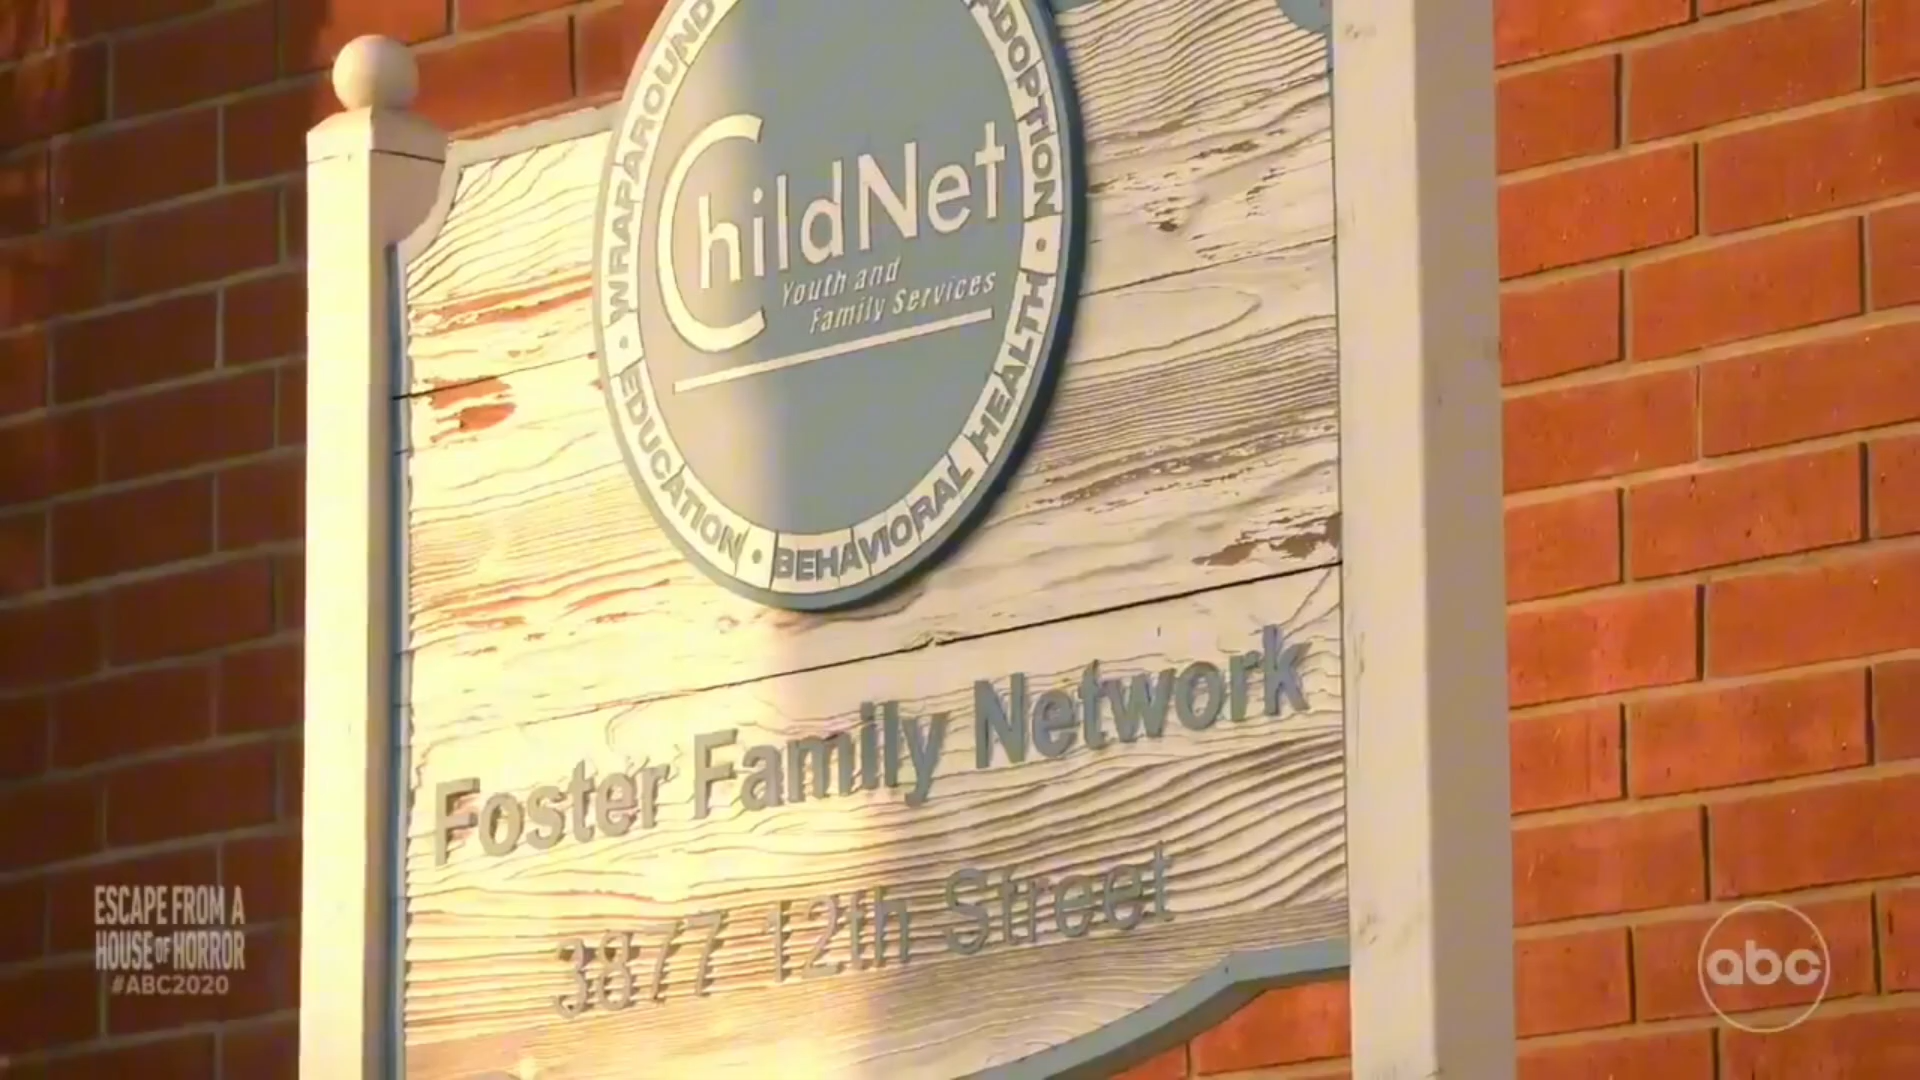 WRAPAROUND
ADOPTION
ChildNet
Youth and
Family Services
EDUCATION • BEHAVIORAL HEALTH
Foster Family Network
3877 12th Street
ESCAPE FROM A
HOUSE OF HORROR
#ABC2020
abc